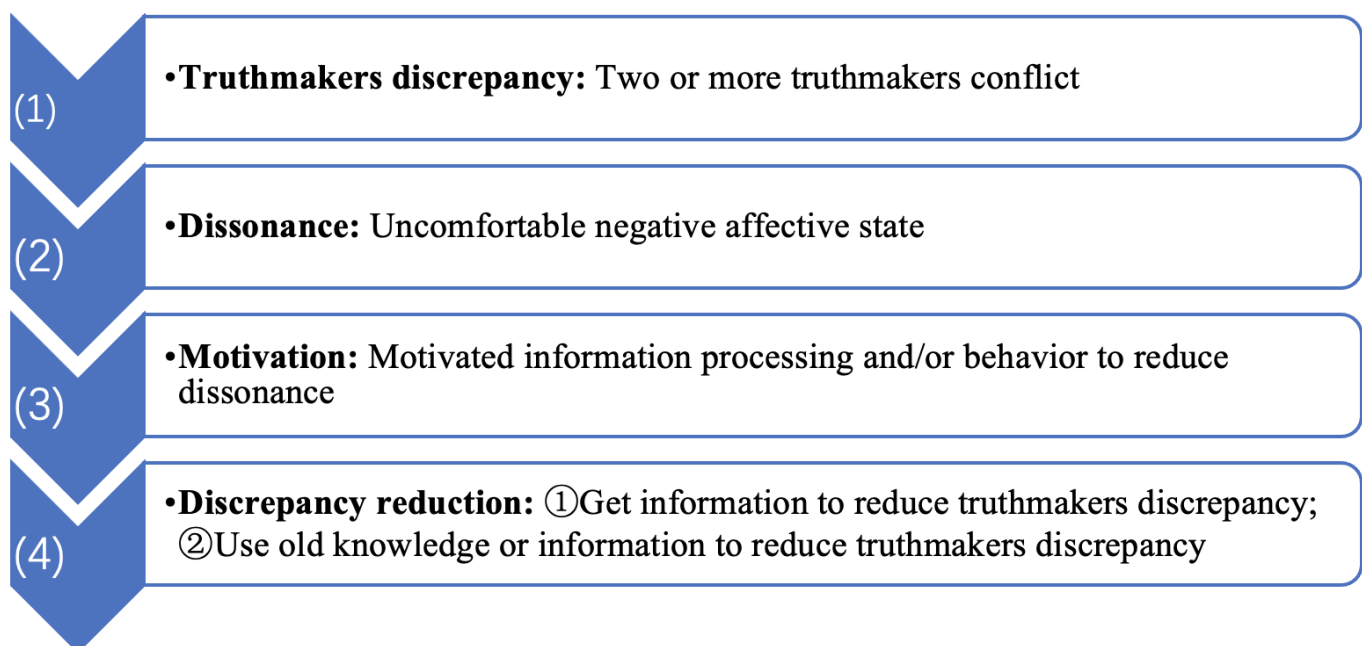 (1)
•Truthmakers discrepancy: Two or more truthmakers conflict
(2)
•Dissonance: Uncomfortable negative affective state
(3)
•Motivation: Motivated information processing and/or behavior to reduce
dissonance
(4)
•Discrepancy reduction: ①Get information to reduce truthmakers discrepancy;
②Use old knowledge or information to reduce truthmakers discrepancy